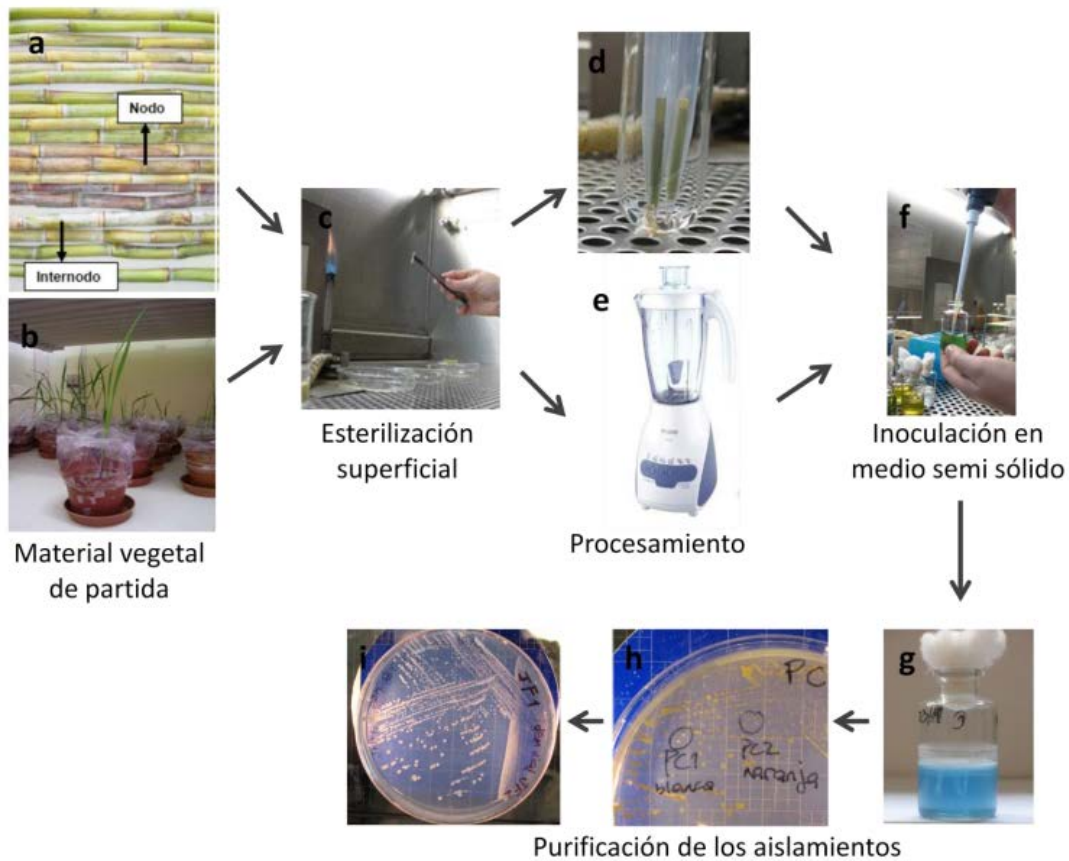 a
Nodo
Internodo
b
Material vegetal
de partida
c
Esterilización
superficial
d
e
Procesamiento
f
Inoculación en
medio semi sólido
g
h
PC
PC1
blanca
PC2
naranja
i
JF1
Purificación de los aislamientos